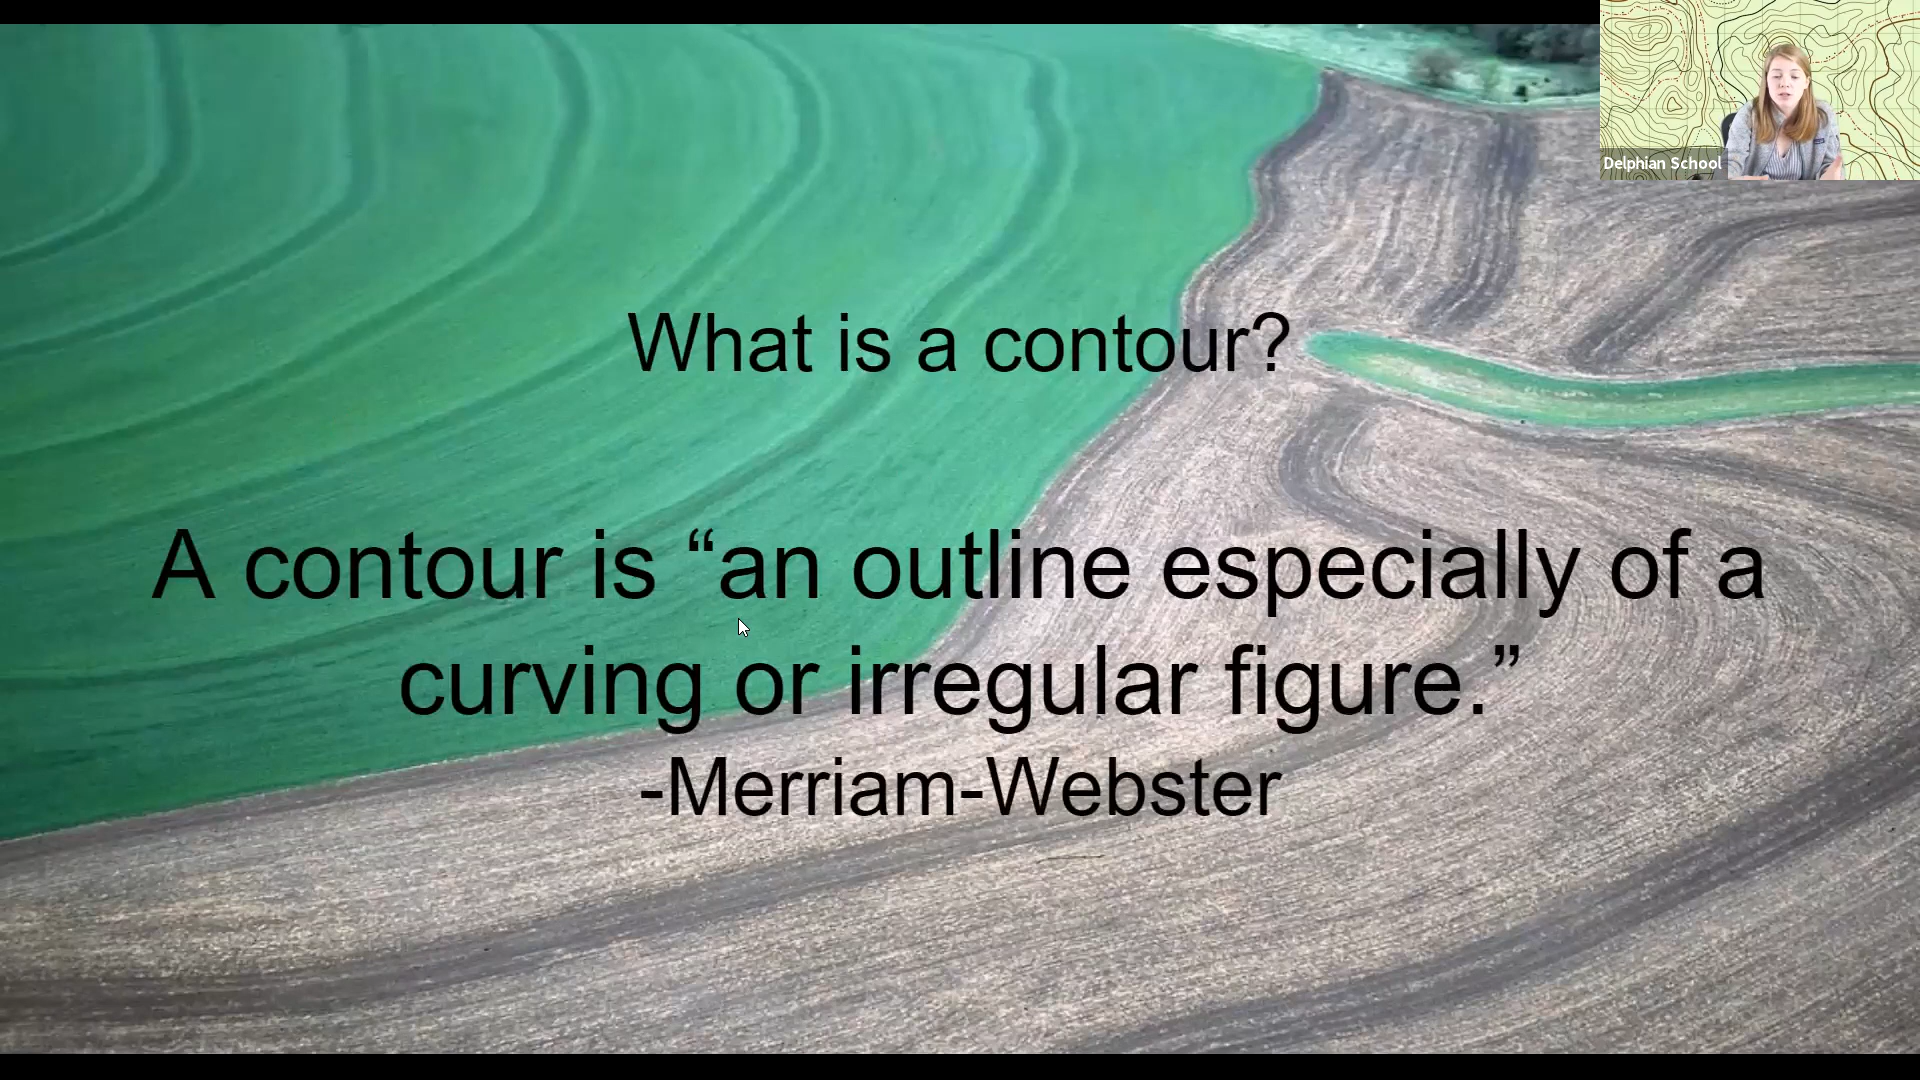 Delphian School
What is a contour?
A contour is “an outline especially of a
curving or irregular figure.”
-Merriam-Webster